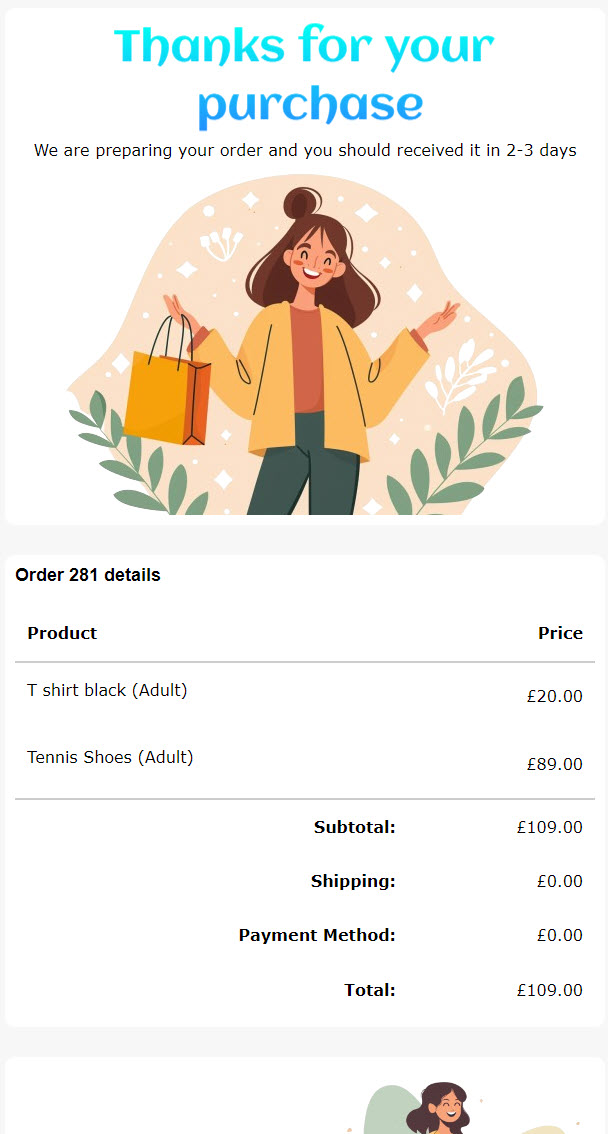 Thanks for your
purchase
We are preparing your order and you should received it in 2-3 days
Order 281 details
Product Price
T shirt black (Adult) £20.00
Tennis Shoes (Adult) £89.00
Subtotal: £109.00
Shipping: £0.00
Payment Method: £0.00
Total: £109.00